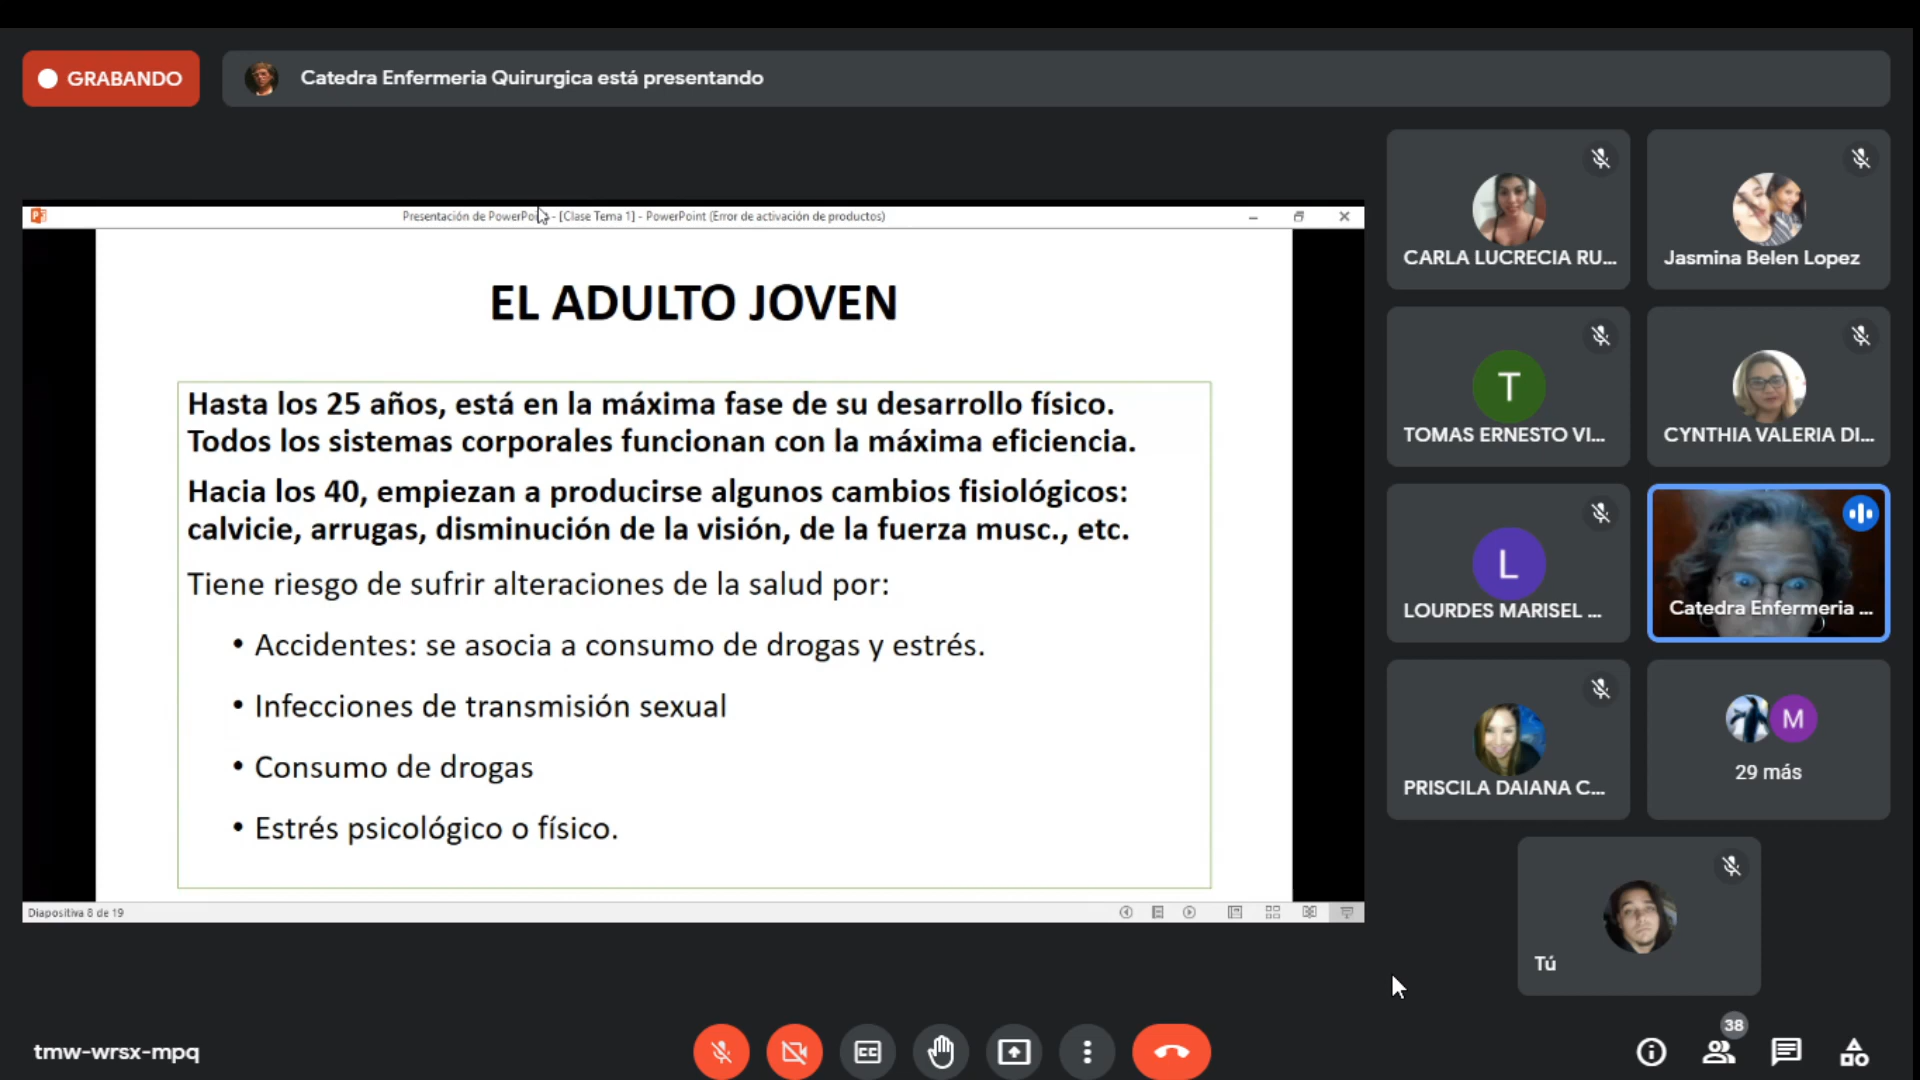 GRABANDO
Catedra Enfermeria Quirurgica está presentando
Presentación de PowerPoi - [Clase Tema 1] - PowerPoint (Error de activación de productos)
EL ADULTO JOVEN
Hasta los 25 años, está en la máxima fase de su desarrollo físico.
Todos los sistemas corporales funcionan con la máxima eficiencia.
Hacia los 40, empiezan a producirse algunos cambios fisiológicos:
calvicie, arrugas, disminución de la visión, de la fuerza musc., etc.
Tiene riesgo de sufrir alteraciones de la salud por:
• Accidentes: se asocia a consumo de drogas y estrés.
• Infecciones de transmisión sexual
• Consumo de drogas
• Estrés psicológico o físico.
Diapositiva 8 de 19
CARLA LUCRECIA RU...
Jasmina Belen Lopez
T
TOMAS ERNESTO VI...
CYNTHIA VALERIA DI...
L
LOURDES MARISEL ...
Catedra Enfermeria ...
PRISCILA DAIANA C...
M
29 más
Tú
tmw-wrsx-mpq
CC
38